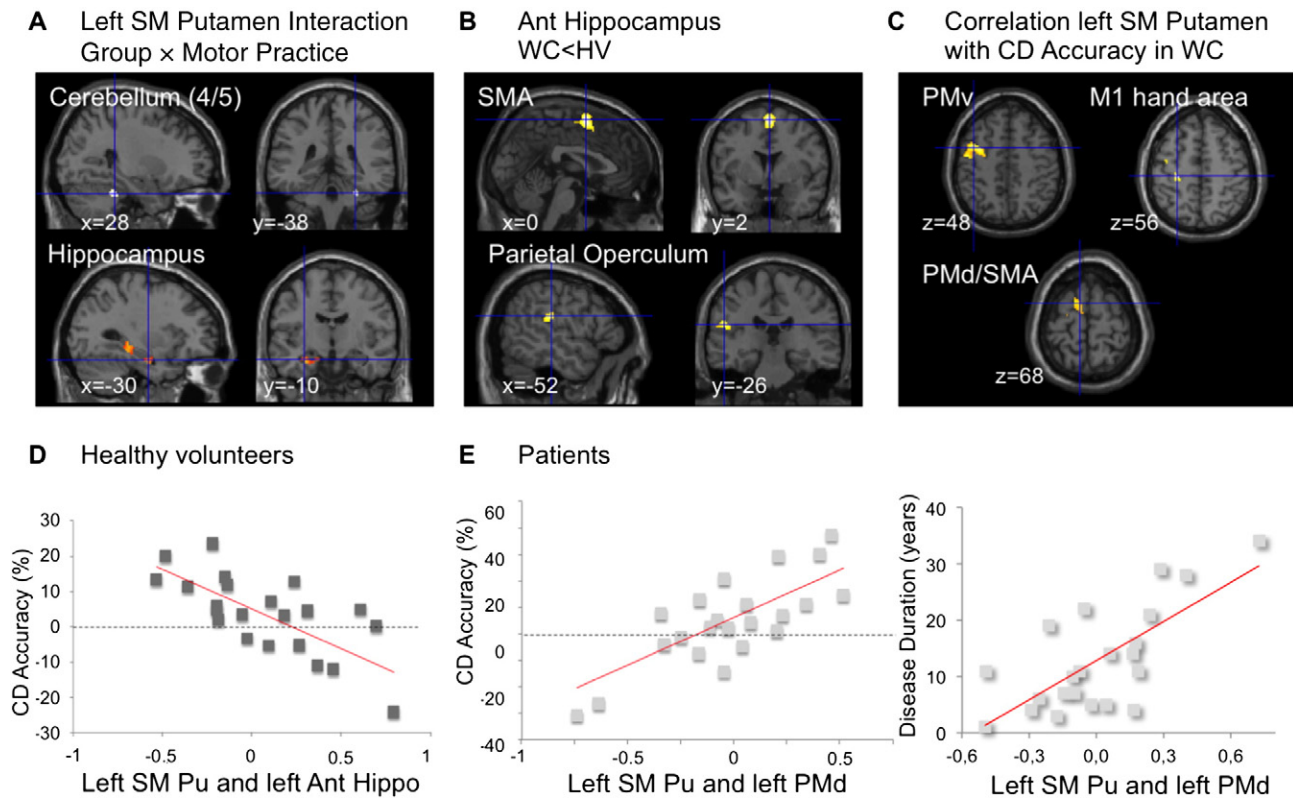 A Left SM Putamen Interaction
Group × Motor Practice
Cerebellum (4/5)
x=28
y=-38
Hippocampus
x=-30
y=-10
B Ant Hippocampus
WC<HV
SMA
x=0
y=2
Parietal Operculum
x=-52
y=-26
C Correlation left SM Putamen
with CD Accuracy in WC
PMv
M1 hand area
z=48
z=56
PMd/SMA
z=68
D Healthy volunteers
CD Accuracy (%)
30
20
10
0
-10
-20
-30
-1
-0.5
0
0.5
1
Left SM Pu and left Ant Hippo
E Patients
CD Accuracy (%)
60
40
20
0
-20
-40
-1
-0.5
0
0.5
Left SM Pu and left PMd
Disease Duration (years)
40
30
20
10
0
-0,6
-0,3
0,0
0,3
0,6
Left SM Pu and left PMd